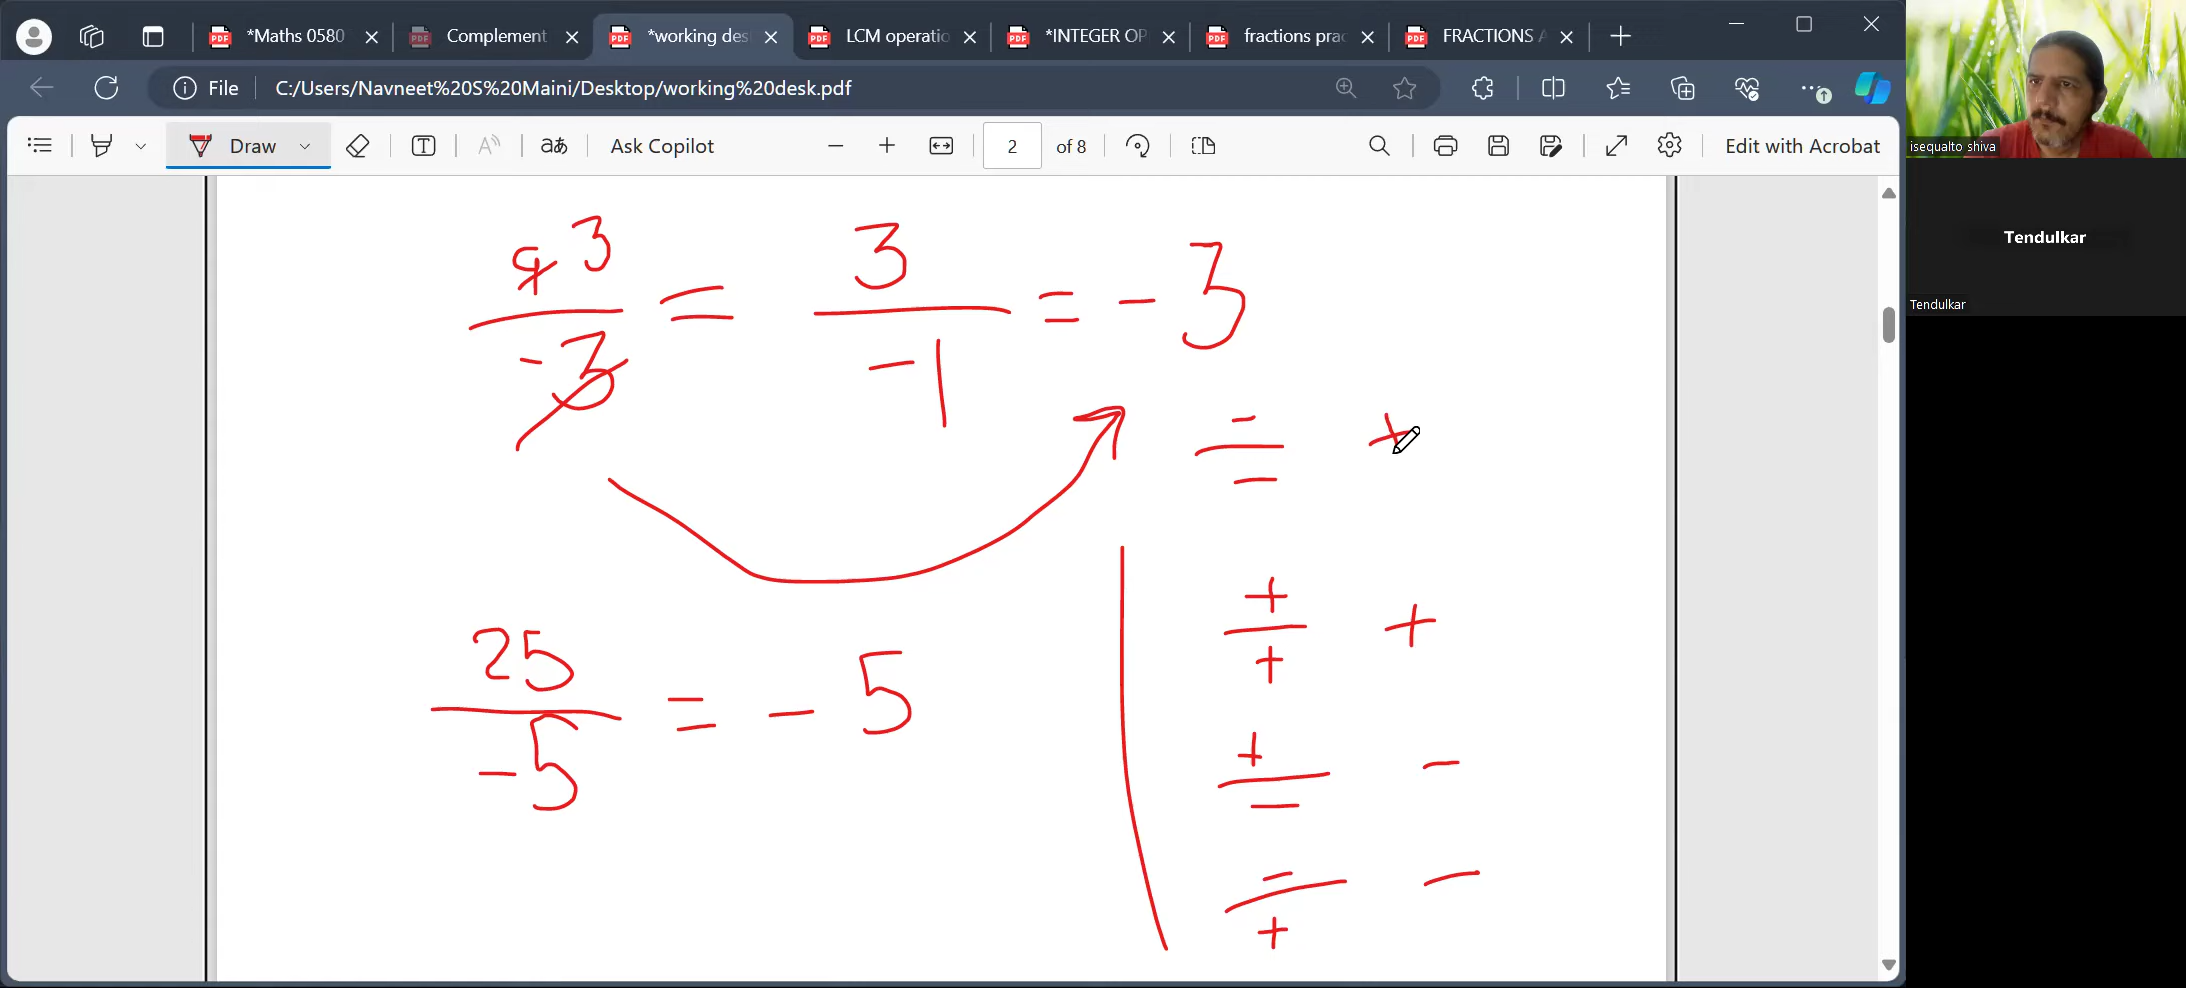 *Maths 0580
Complement
*working des
LCM operatio
*INTEGER OP
fractions prac
FRACTIONS A
File
C:/Users/Navneet%20S%20Maini/Desktop/working%20desk.pdf
Draw
Ask Copilot
2 of 8
Edit with Acrobat
isequalto shiva
Tendulkar
Tendulkar
9 3 / -3 = 3 / -1 = -3
- / - +
+ / + +
25 / -5 = -5
+ / - -
- / + -